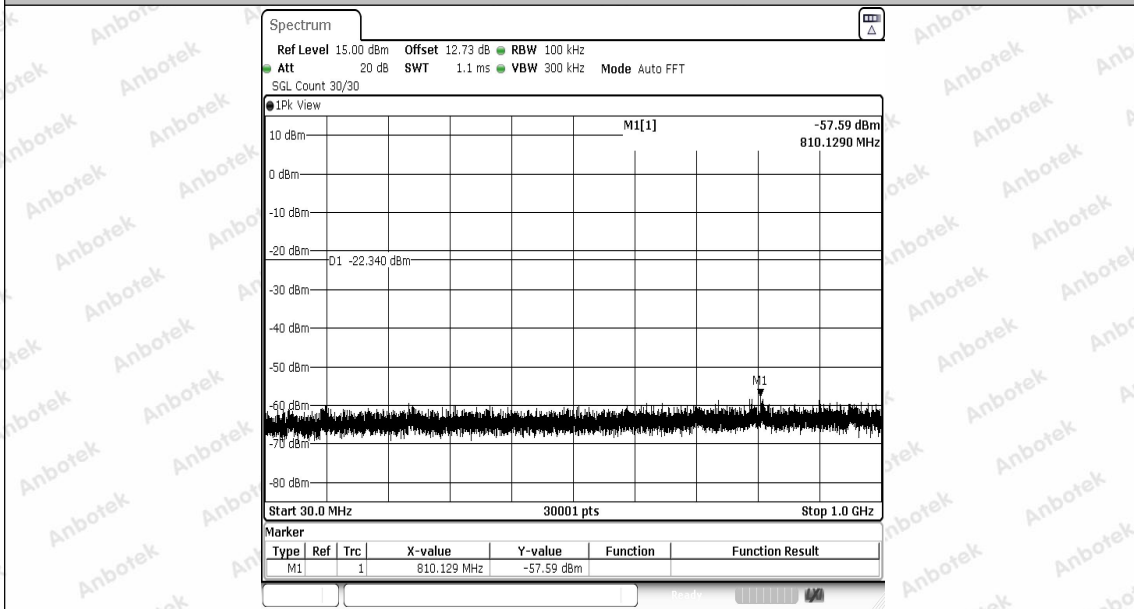 Spectrum
Ref Level 15.00 dBm Offset 12.73 dB RBW 100 kHz
Att 20 dB SWT 1.1 ms VBW 300 kHz Mode Auto FFT
SGL Count 30/30
1Pk View
M1[1] -57.59 dBm
810.1290 MHz
10 dBm
0 dBm
-10 dBm
-20 dBm
D1 -22.340 dBm
-30 dBm
-40 dBm
-50 dBm
M1
-60 dBm
-70 dBm
-80 dBm
Start 30.0 MHz 30001 pts Stop 1.0 GHz
Marker
Type Ref Trc X-value Y-value Function Function Result
M1 1 810.129 MHz -57.59 dBm
Ready
Anbotek